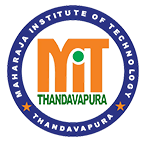 MAHARAJA INSTITUTE OF TECHNOLOGY
MiT
THANDAVAPURA
THANDAVAPURA